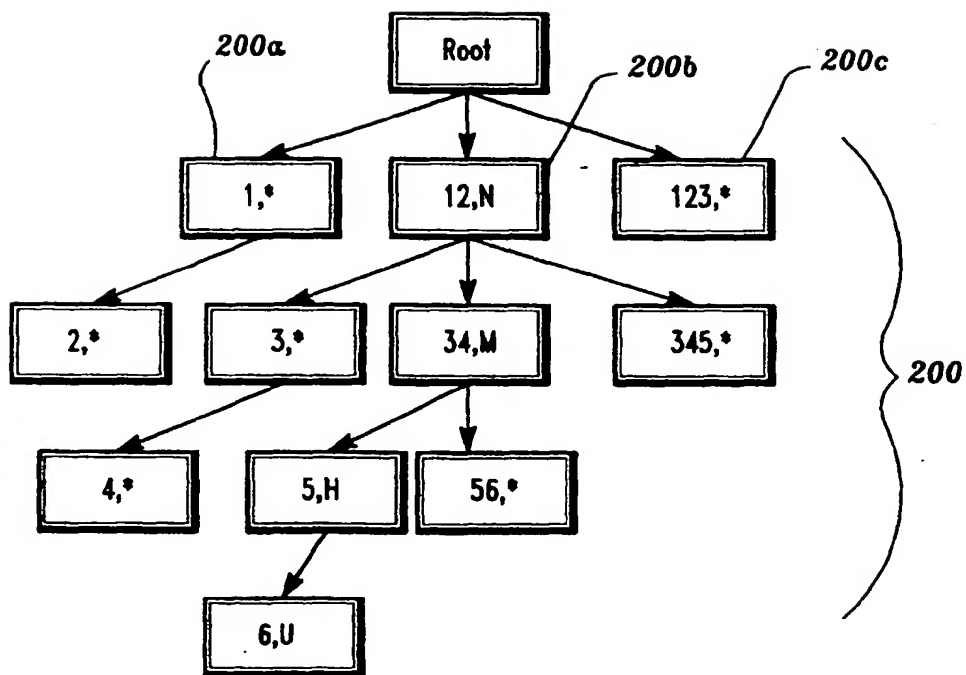 200a
Root
200b
200c
1,*
12,N
123,*
2,*
3,*
34,M
345,*
200
4,*
5,H
56,*
6,U